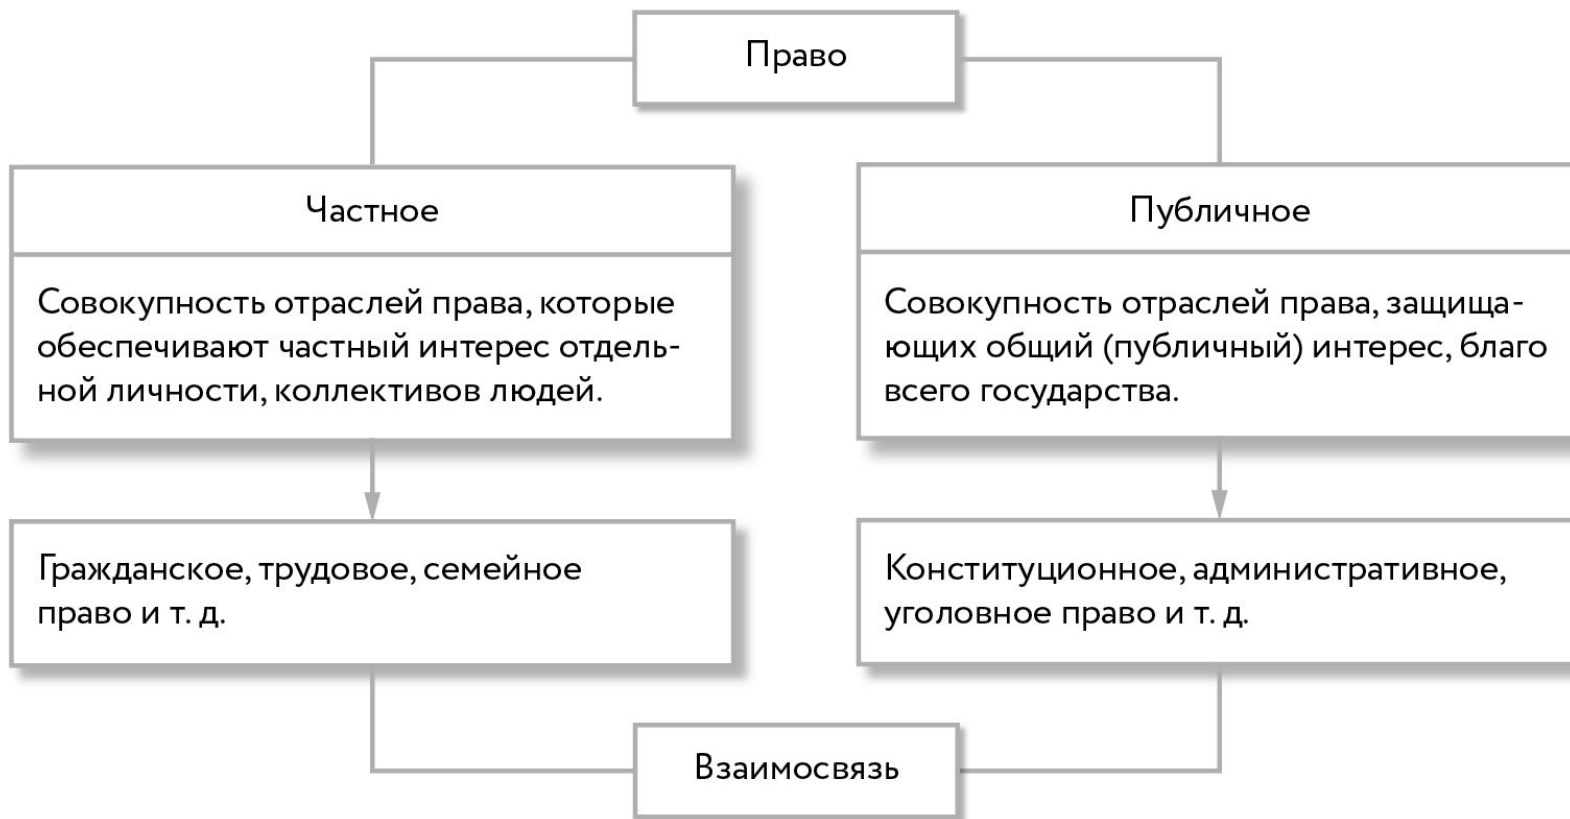 Право
Частное
Совокупность отраслей права, которые
обеспечивают частный интерес отдель-
ной личности, коллективов людей.
Гражданское, трудовое, семейное
право и т. д.
Публичное
Совокупность отраслей права, защища-
ющих общий (публичный) интерес, благо
всего государства.
Конституционное, административное,
уголовное право и т. д.
Взаимосвязь